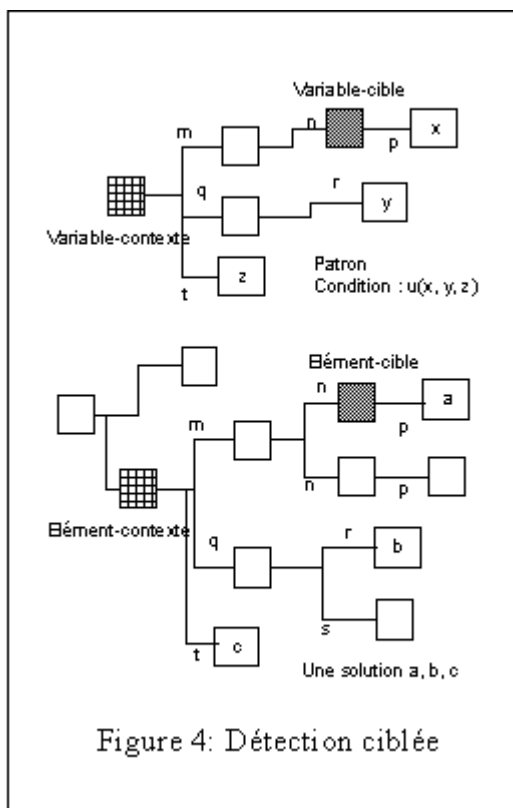 Variable-cible
m
n
x
p
q
r
y
Variable-contexte
t
z
Patron
Condition : u(x, y, z)
Elément-cible
n
a
m
p
n
p
Elément-contexte
q
r
b
s
t
c
Une solution a, b, c
Figure 4: Détection ciblée